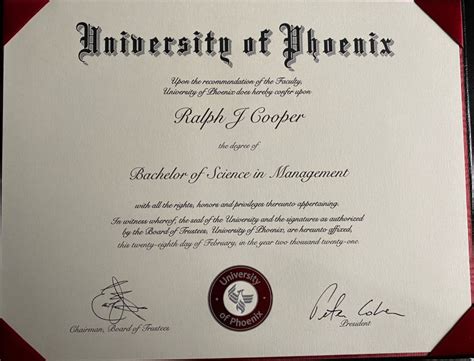 University of Phoenix
Upon the recommendation of the Faculty,
University of Phoenix does hereby confer upon
Ralph J Cooper
the degree of
Bachelor of Science in Management
with all the rights, honors and privileges thereunto appertaining.
In witness whereof, the seal of the University and the signatures as authorized
by the Board of Trustees, University of Phoenix, are hereunto affixed,
this twenty-eighth day of February, in the year two thousand twenty-one.
University
of Phoenix
Peter Cohen
Chairman, Board of Trustees
President